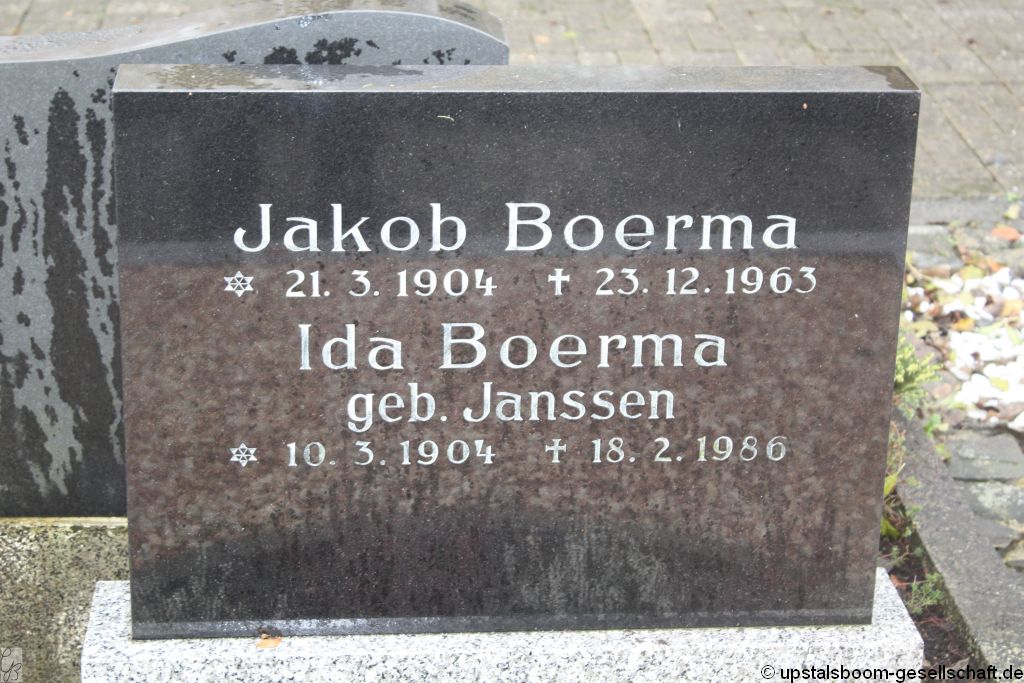 Jakob Boerma
✡ 21. 3. 1904 ✝ 23. 12. 1963
Ida Boerma
geb. Janssen
✡ 10. 3. 1904 ✝ 18. 2. 1986
© upstalsboom-gesellschaft.de